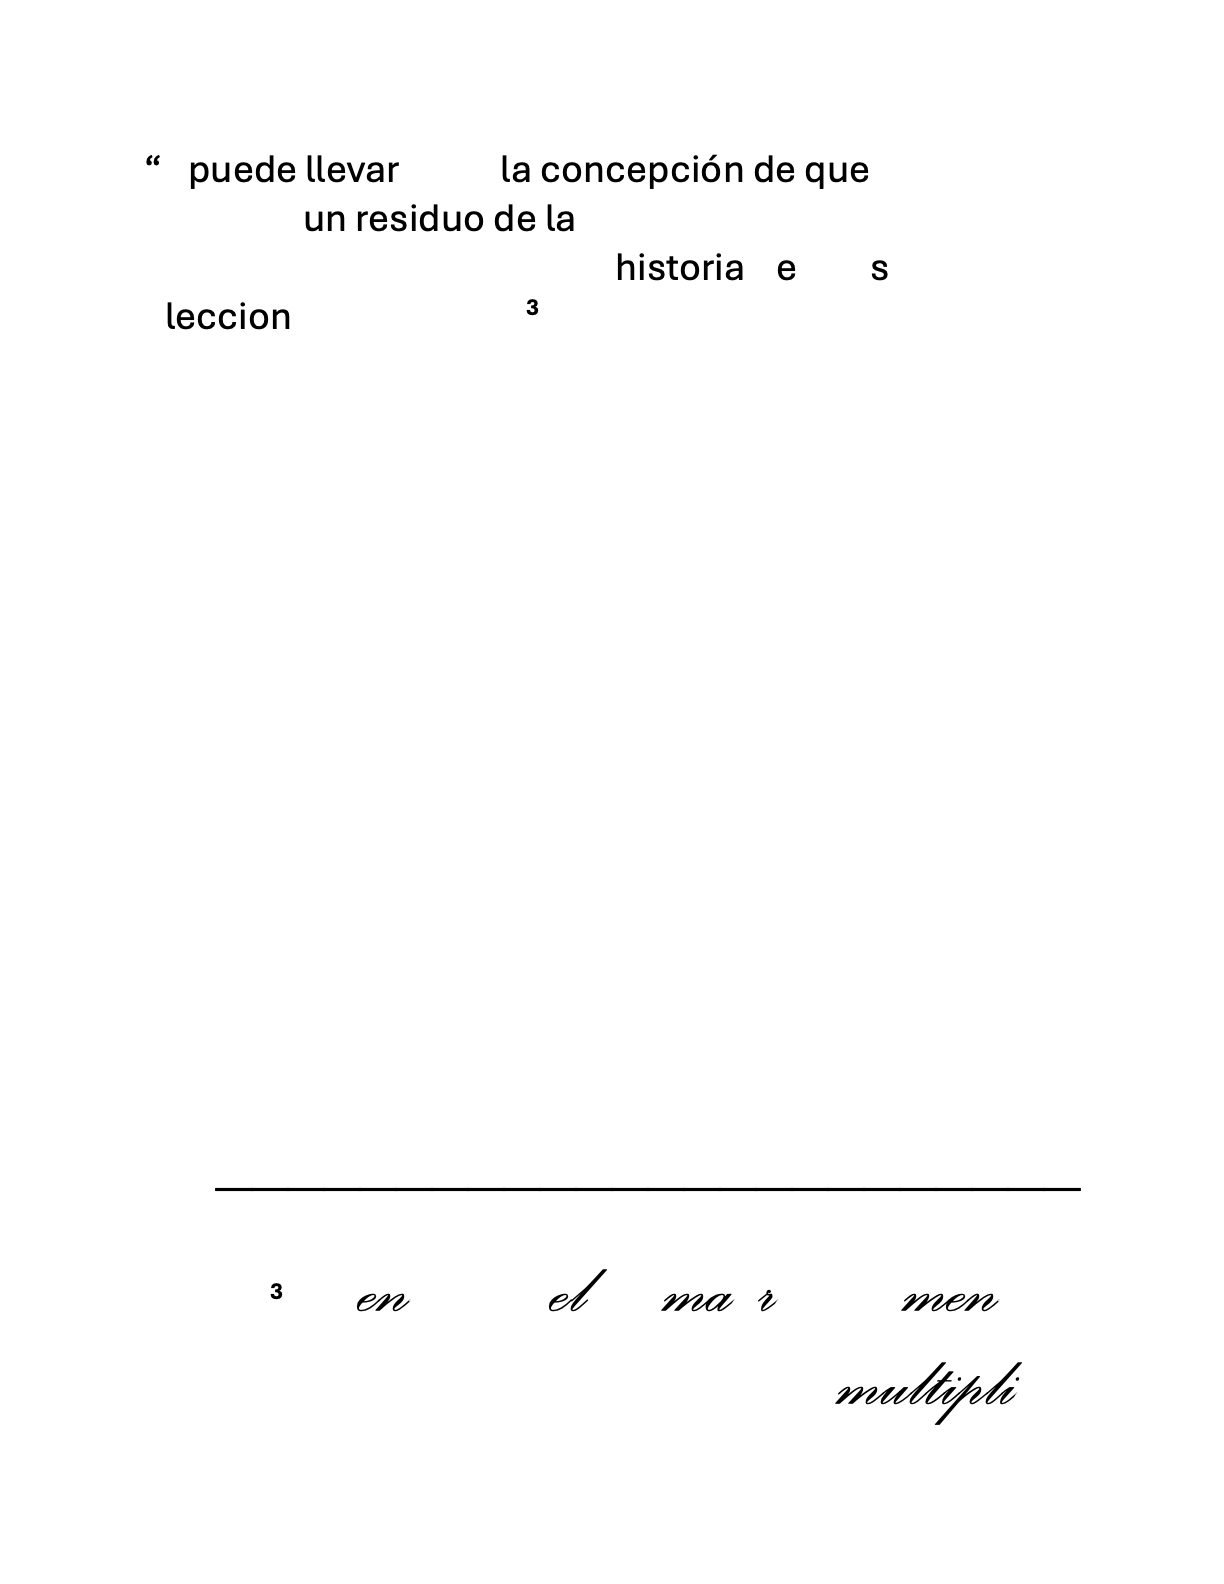 “ puede llevar la concepción de que
un residuo de la
historia e s
leccion ³
³ en el ma r men
multipli